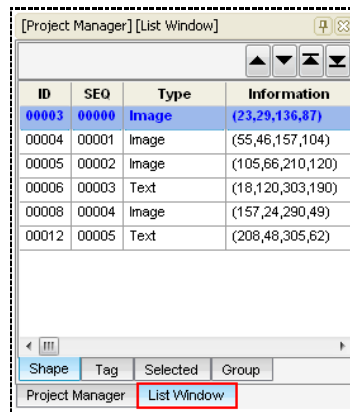 [Project Manager] [List Window]
ID SEQ Type Information
00003 00000 Image (23,29,136,87)
00004 00001 Image (55,46,157,104)
00005 00002 Image (105,66,210,120)
00006 00003 Text (18,120,303,190)
00008 00004 Image (157,24,290,49)
00012 00005 Text (208,48,305,62)
Shape Tag Selected Group
Project Manager List Window